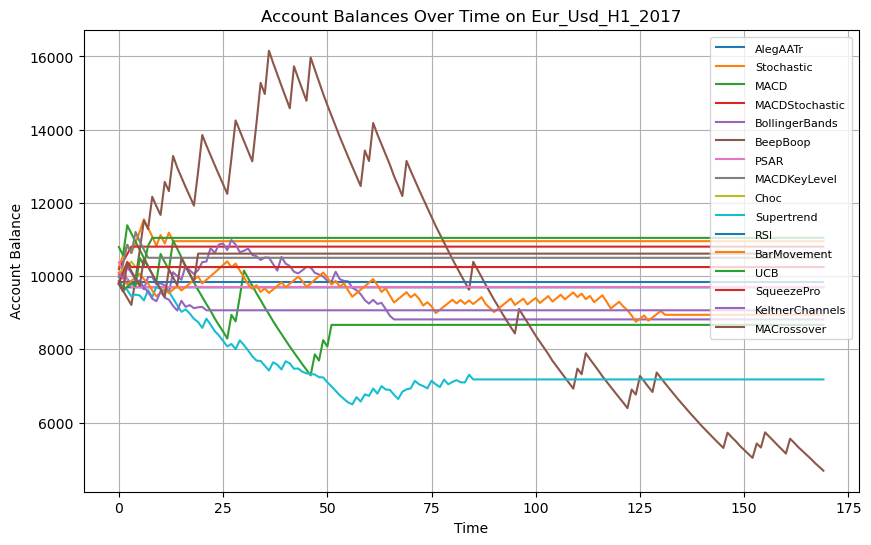 Account Balances Over Time on Eur_Usd_H1_2017
Account Balance
16000
14000
12000
10000
8000
6000
AlegAATr
Stochastic
MACD
MACDStochastic
BollingerBands
BeepBoop
PSAR
MACDKeyLevel
Choc
Supertrend
RSI
BarMovement
UCB
SqueezePro
KeltnerChannels
MACrossover
0 25 50 75 100 125 150 175
Time